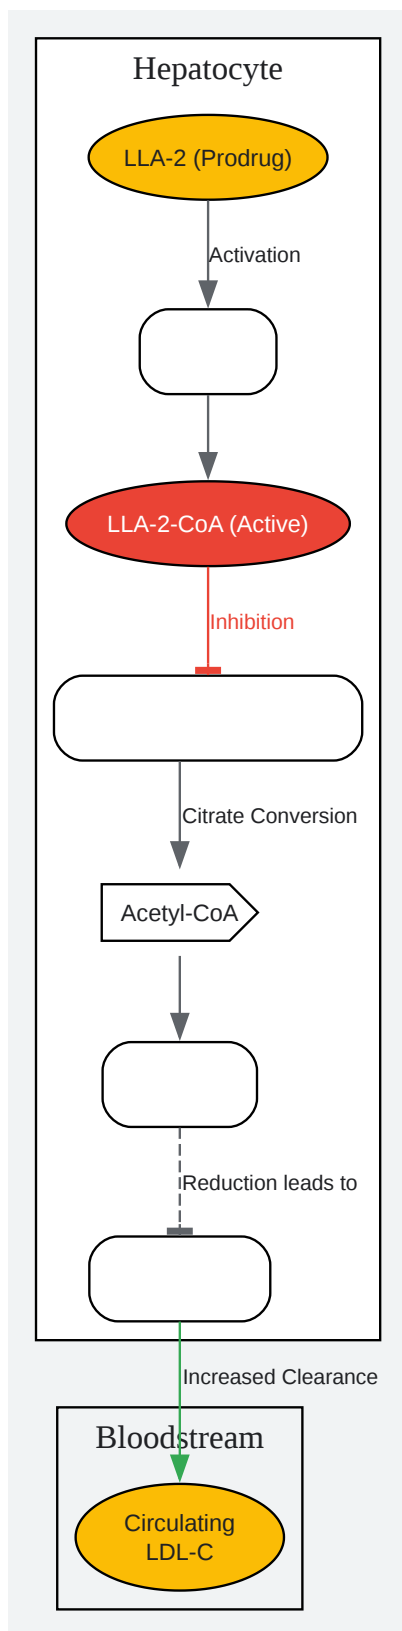 Hepatocyte
LLA-2 (Prodrug)
Activation
LLA-2-CoA (Active)
Inhibition
Citrate Conversion
Acetyl-CoA
Reduction leads to
Increased Clearance
Bloodstream
Circulating
LDL-C